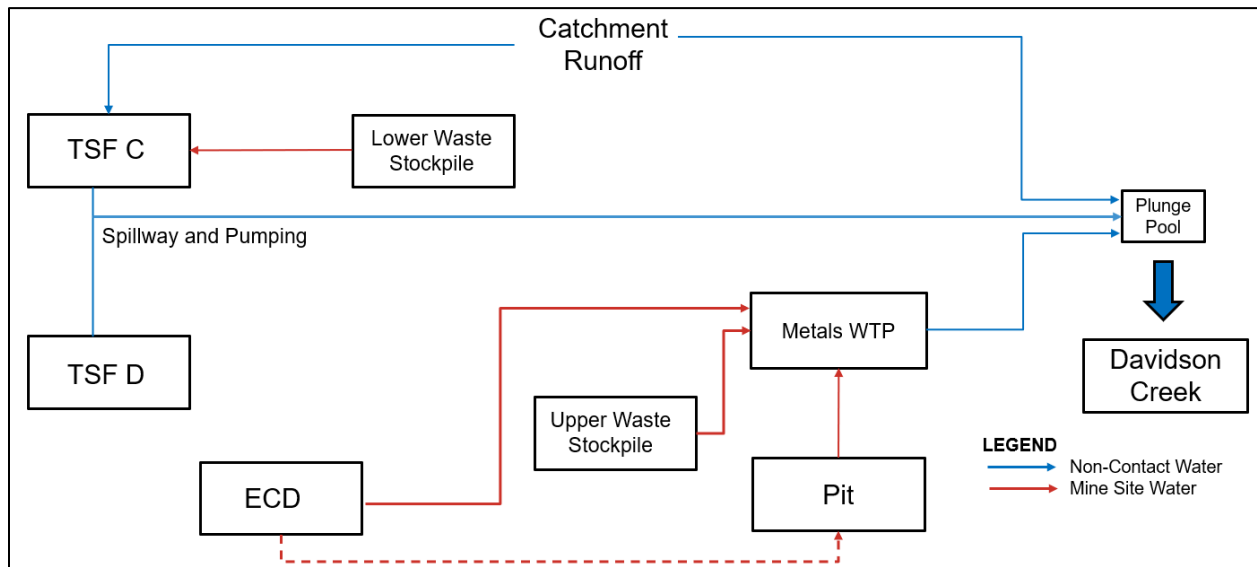 Catchment
Runoff
TSF C
Lower Waste
Stockpile
Plunge
Pool
Spillway and Pumping
Metals WTP
TSF D
Davidson
Creek
Upper Waste
Stockpile
LEGEND
Non-Contact Water
Mine Site Water
ECD
Pit